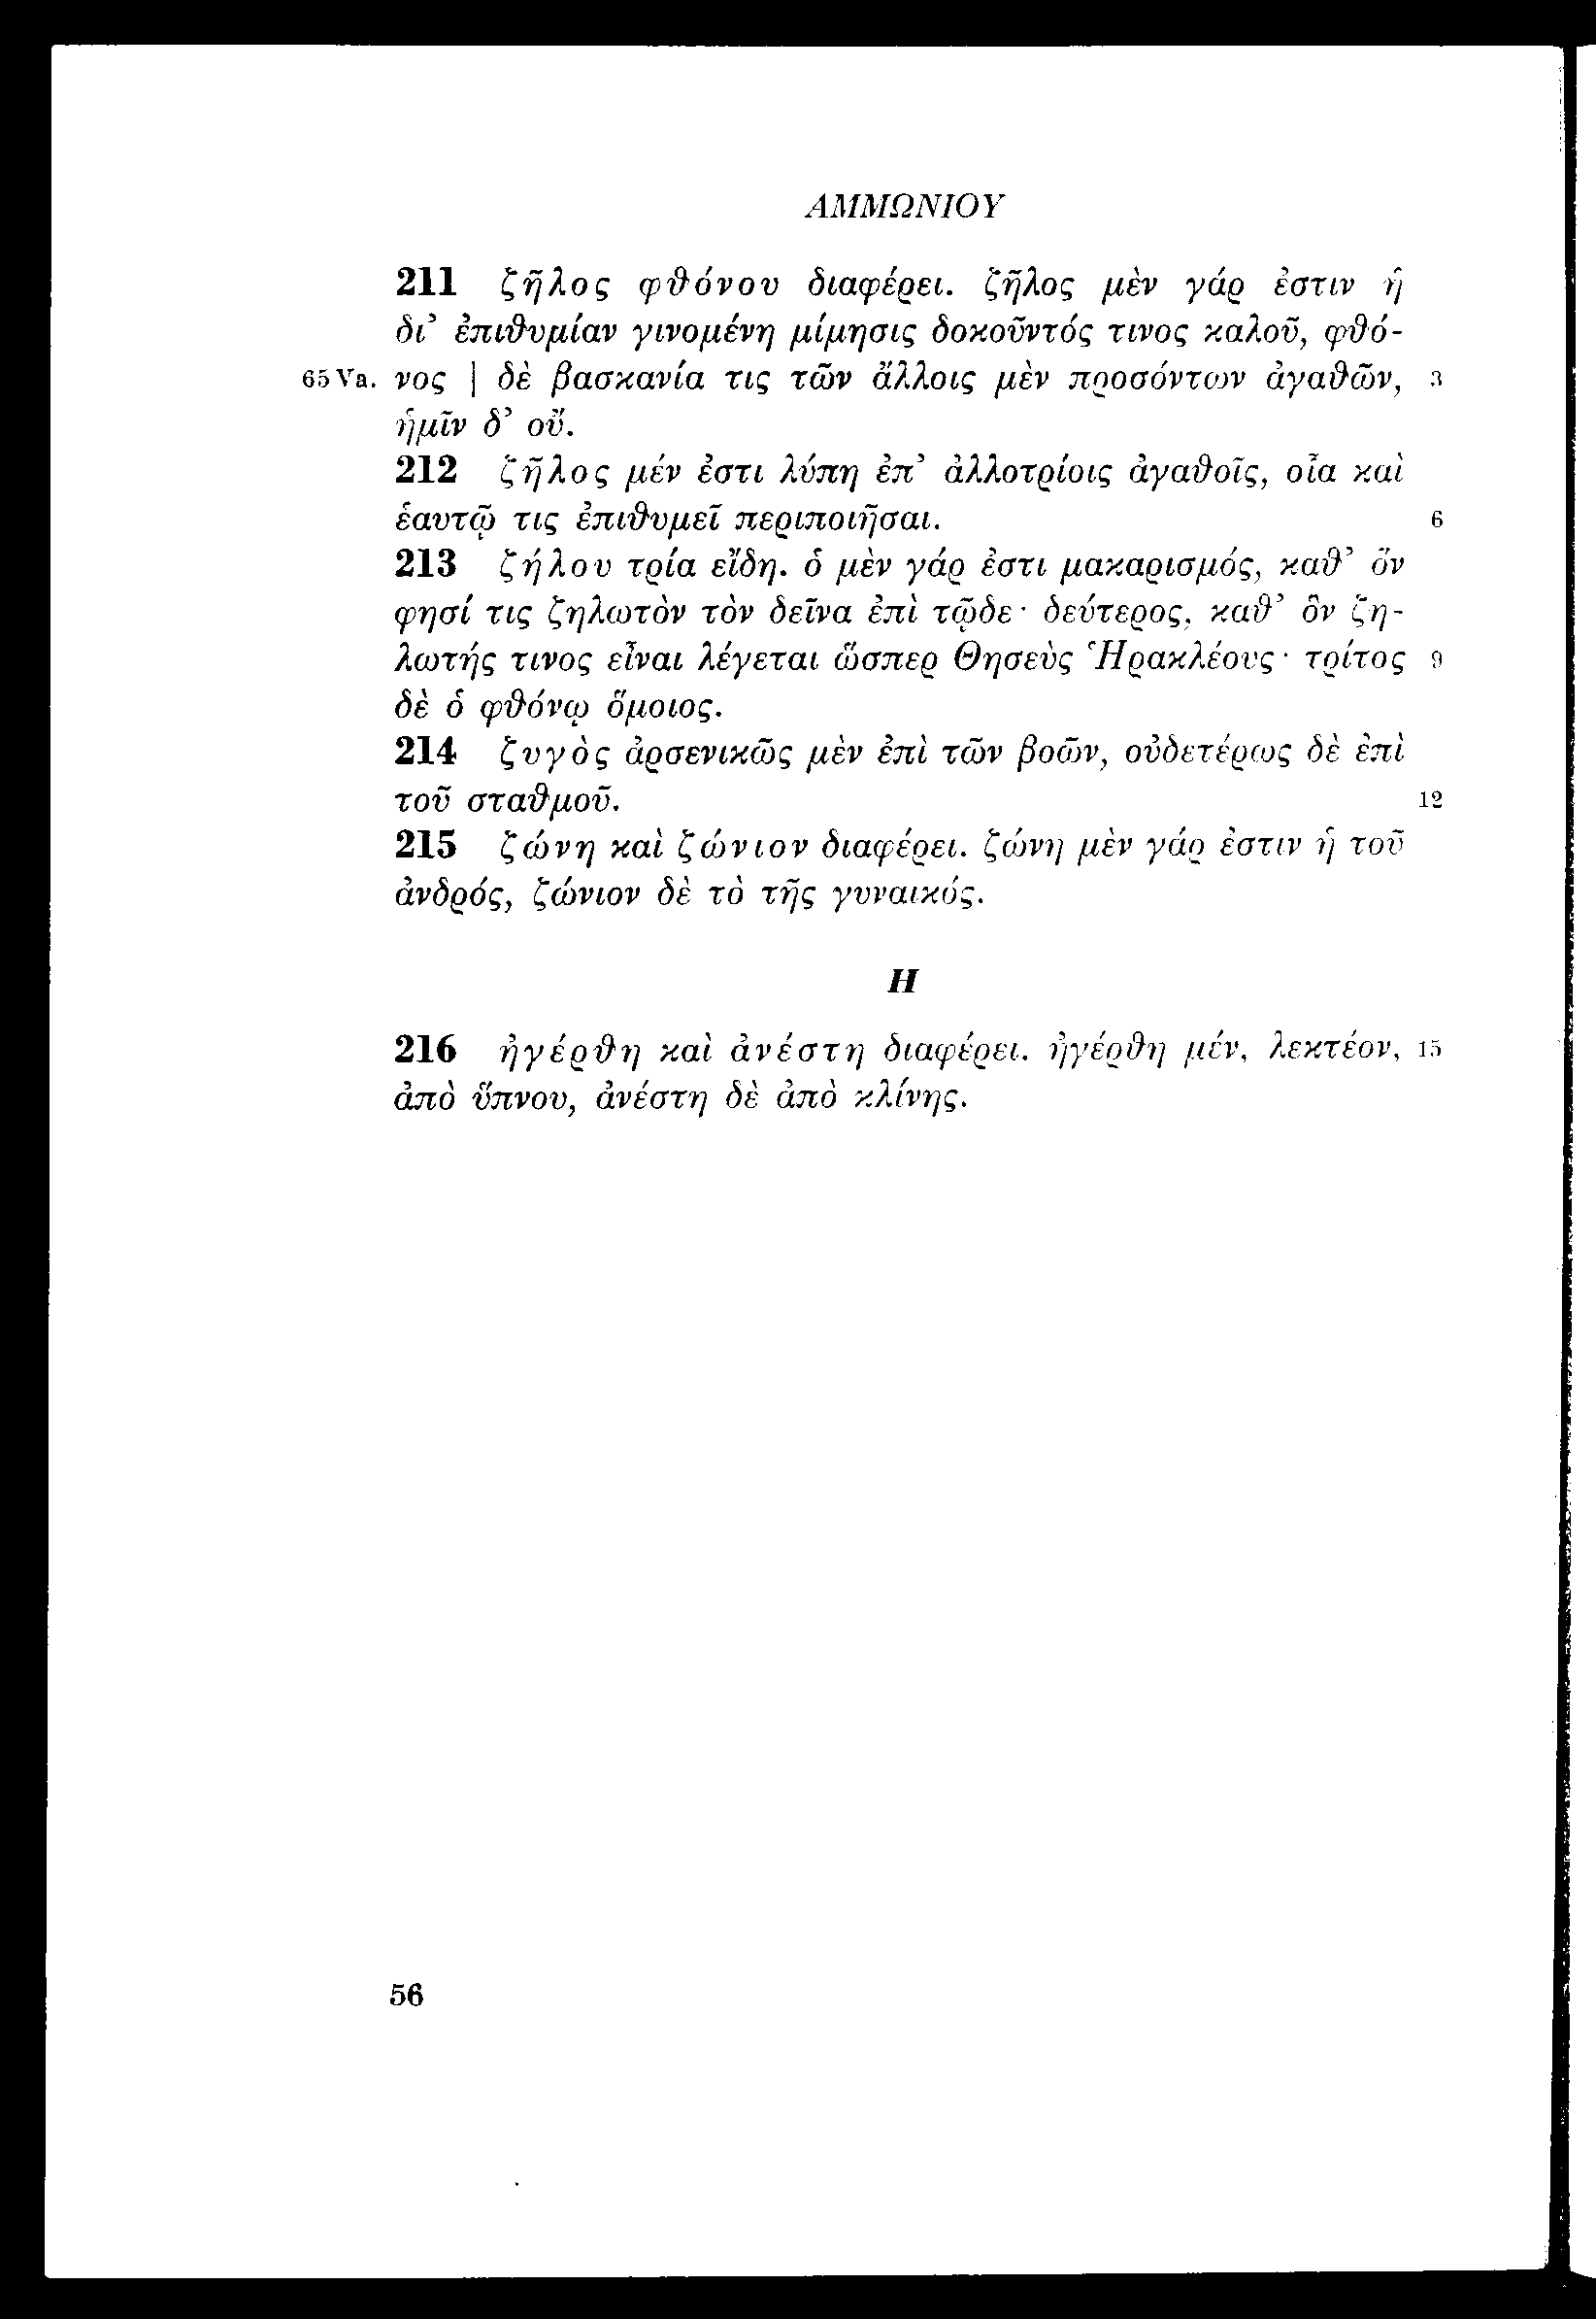 ΑΜΜΩΝΙΟΥ
211 ζῆλος φθόνου διαφέρει. ζῆλος μὲν γάρ ἐστιν ἡ
δι’ ἐπιθυμίαν γινομένη μίμησις δοκοῦντός τινος καλοῦ, φθό-
65 Va. νος | δὲ βασκανία τις τῶν ἄλλοις μὲν προσόντων ἀγαθῶν, 3
ἡμῖν δ’ οὔ.
212 ζῆλος μέν ἐστι λύπη ἐπ’ ἀλλοτρίοις ἀγαθοῖς, οἷα καὶ
ἑαυτῷ τις ἐπιθυμεῖ περιποιῆσαι. 6
213 ζήλου τρία εἴδη. ὁ μὲν γάρ ἐστι μακαρισμός, καθ’ ὃν
φησί τις ζηλωτὸν τὸν δεῖνα ἐπὶ τῷδε· δεύτερος, καθ’ ὃν ζη-
λωτής τινος εἶναι λέγεται ὥσπερ Θησεὺς Ἡρακλέους· τρίτος 9
δὲ ὁ φθόνῳ ὅμοιος.
214 ζυγὸς ἀρσενικῶς μὲν ἐπὶ τῶν βοῶν, οὐδετέρως δὲ ἐπὶ
τοῦ σταθμοῦ. 12
215 ζώνη καὶ ζώνιον διαφέρει. ζώνη μὲν γάρ ἐστιν ἡ τοῦ
ἀνδρός, ζώνιον δὲ τὸ τῆς γυναικός.
Η
216 ἠγέρθη καὶ ἀνέστη διαφέρει. ἠγέρθη μέν, λεκτέον, 15
ἀπὸ ὕπνου, ἀνέστη δὲ ἀπὸ κλίνης.
56